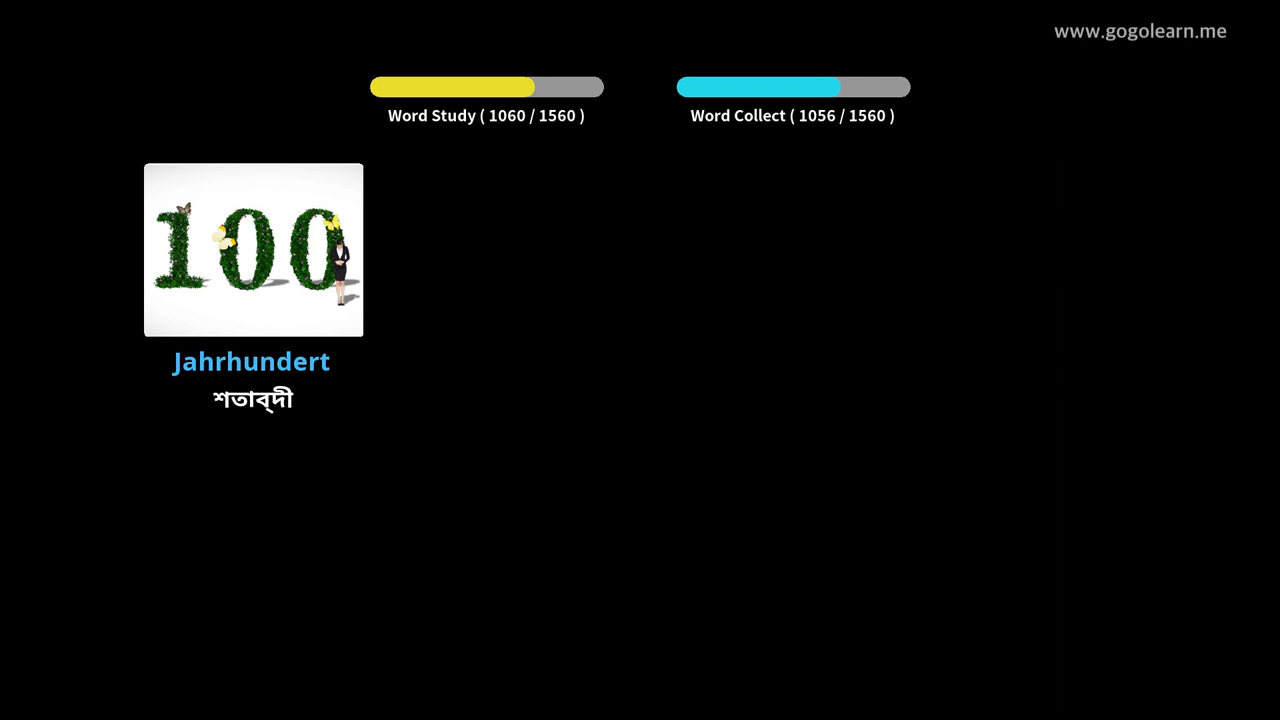 www.gogolearn.me
Word Study ( 1060 / 1560 )
Word Collect ( 1056 / 1560 )
100
Jahrhundert
শতাব্দী